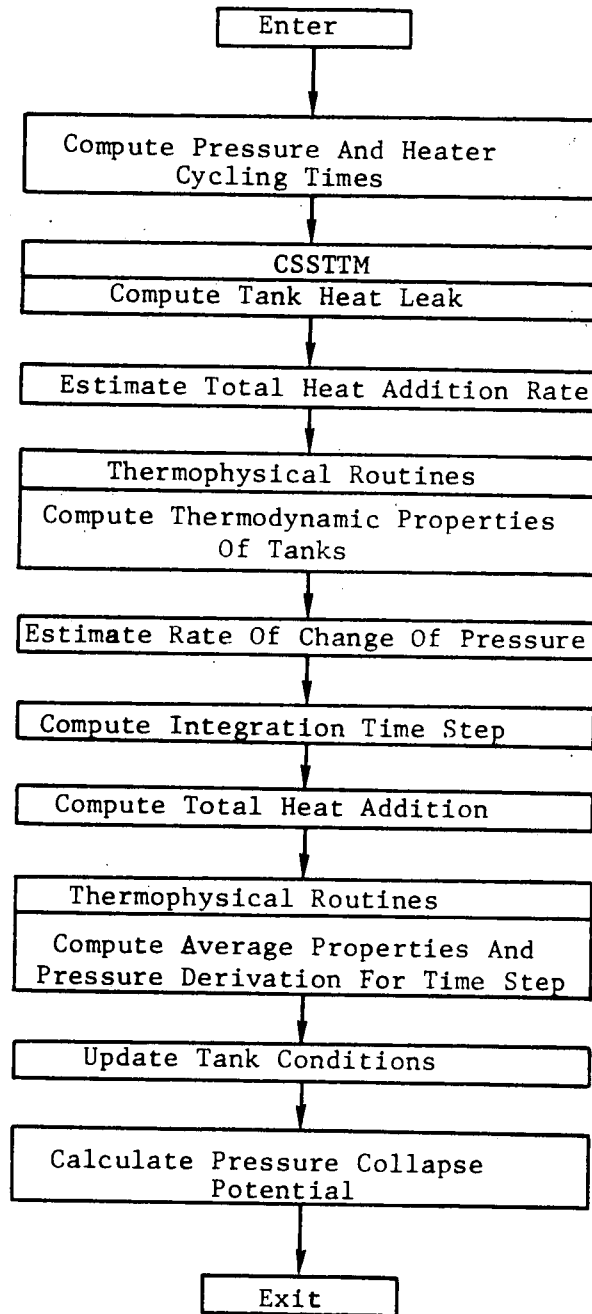 Enter
Compute Pressure And Heater
Cycling Times
CSSTTM
Compute Tank Heat Leak
Estimate Total Heat Addition Rate
Thermophysical Routines
Compute Thermodynamic Properties
Of Tanks
Estimate Rate Of Change Of Pressure
Compute Integration Time Step
Compute Total Heat Addition
Thermophysical Routines
Compute Average Properties And
Pressure Derivation For Time Step
Update Tank Conditions
Calculate Pressure Collapse
Potential
Exit